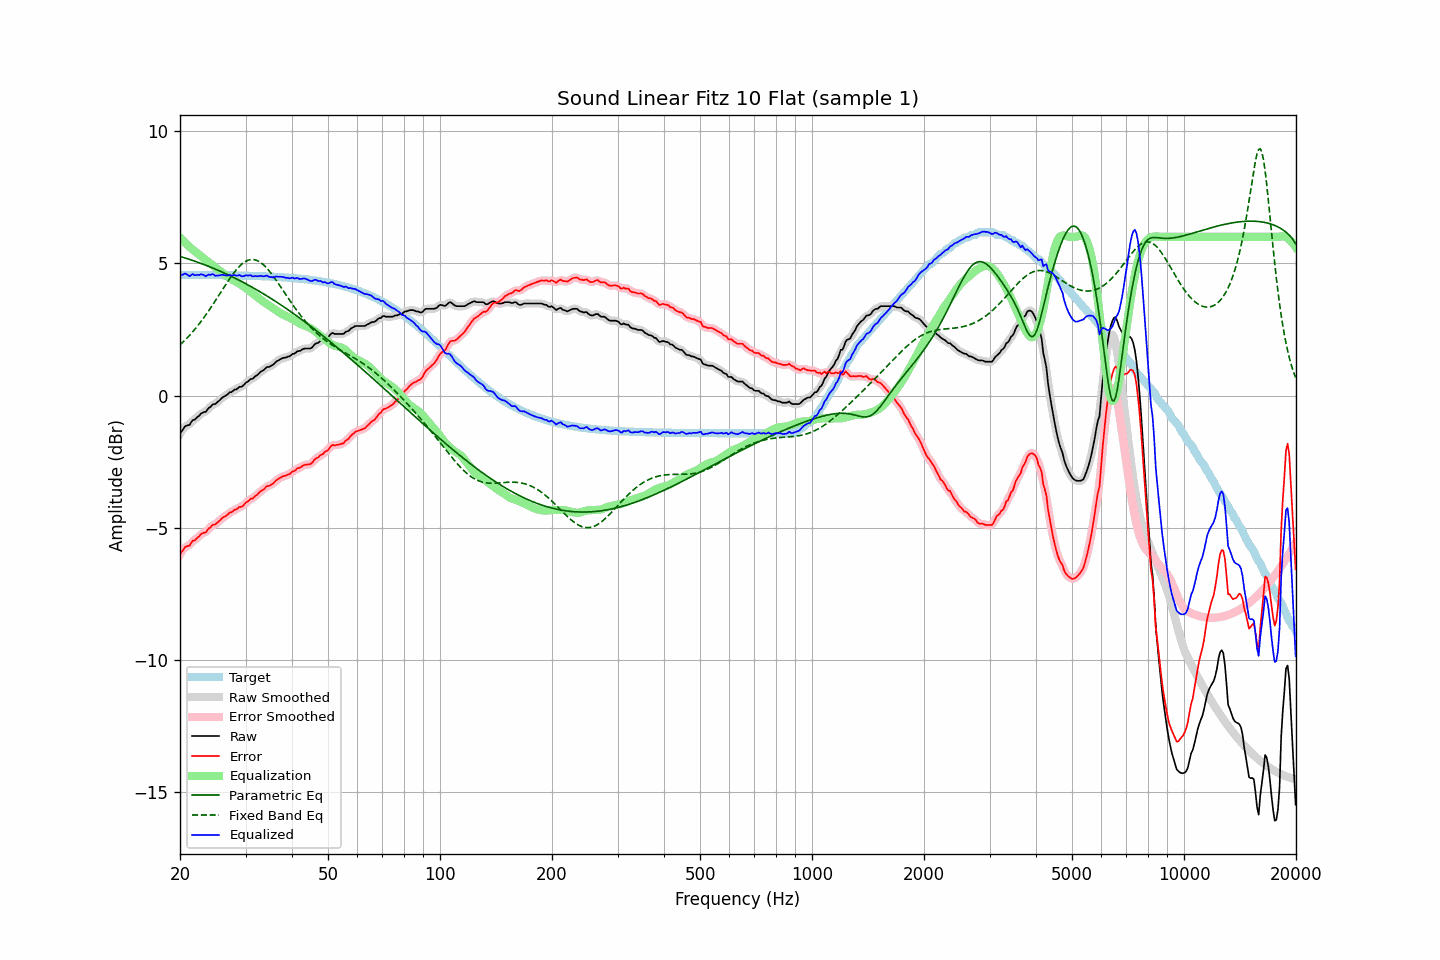 Sound Linear Fitz 10 Flat (sample 1)
Amplitude (dBr)
10
5
0
−5
−10
−15
Target
Raw Smoothed
Error Smoothed
Raw
Error
Equalization
Parametric Eq
Fixed Band Eq
Equalized
20
50
100
200
500
1000
2000
5000
10000
20000
Frequency (Hz)